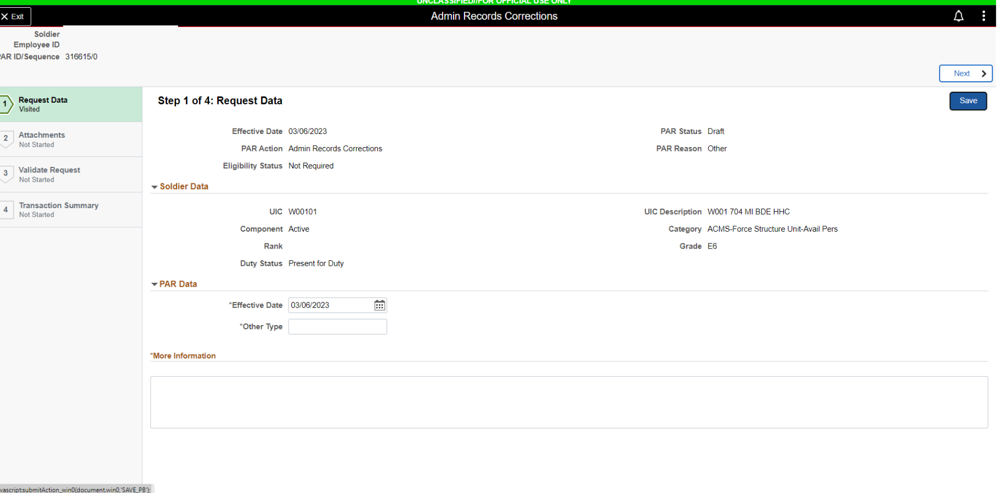 UNCLASSIFIED//FOR OFFICIAL USE ONLY
Exit
Admin Records Corrections
Soldier
Employee ID
PAR ID/Sequence 316615/0
Next
1 Request Data
Visited
2 Attachments
Not Started
3 Validate Request
Not Started
4 Transaction Summary
Not Started
Step 1 of 4: Request Data
Save
Effective Date 03/06/2023 PAR Status Draft
PAR Action Admin Records Corrections PAR Reason Other
Eligibility Status Not Required
Soldier Data
UIC W00101 UIC Description W001 704 MI BDE HHC
Component Active Category ACMS-Force Structure Unit-Avail Pers
Rank Grade E6
Duty Status Present for Duty
PAR Data
*Effective Date 03/06/2023
*Other Type
*More Information
vascript:submitAction_win0(document.win0,'SAVE_PB');